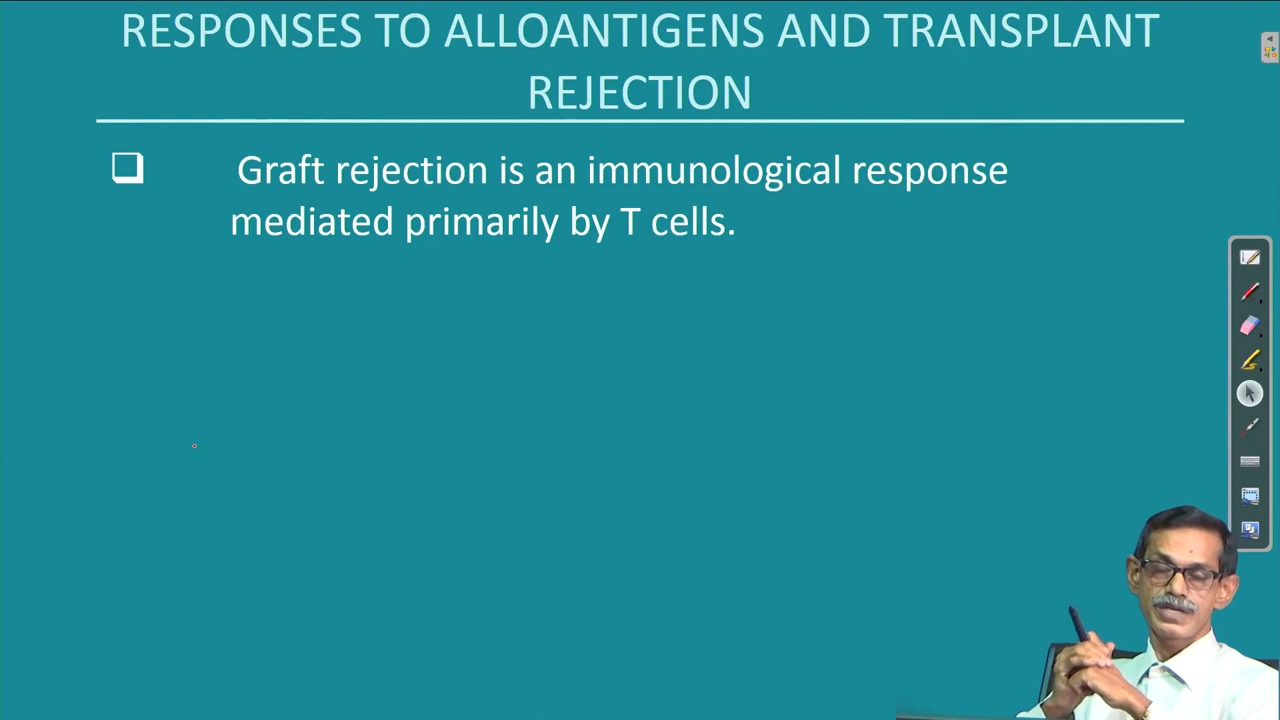 RESPONSES TO ALLOANTIGENS AND TRANSPLANT
REJECTION
Graft rejection is an immunological response
mediated primarily by T cells.